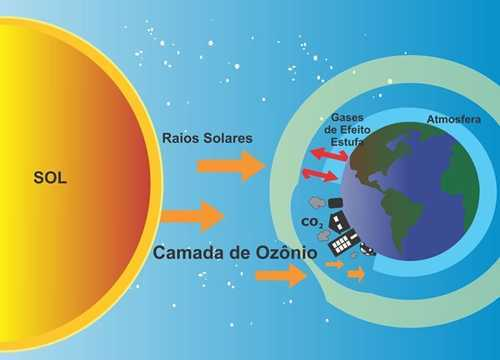 SOL
Raios Solares
Gases
de Efeito
Estufa
Atmosfera
CO₂
Camada de Ozônio